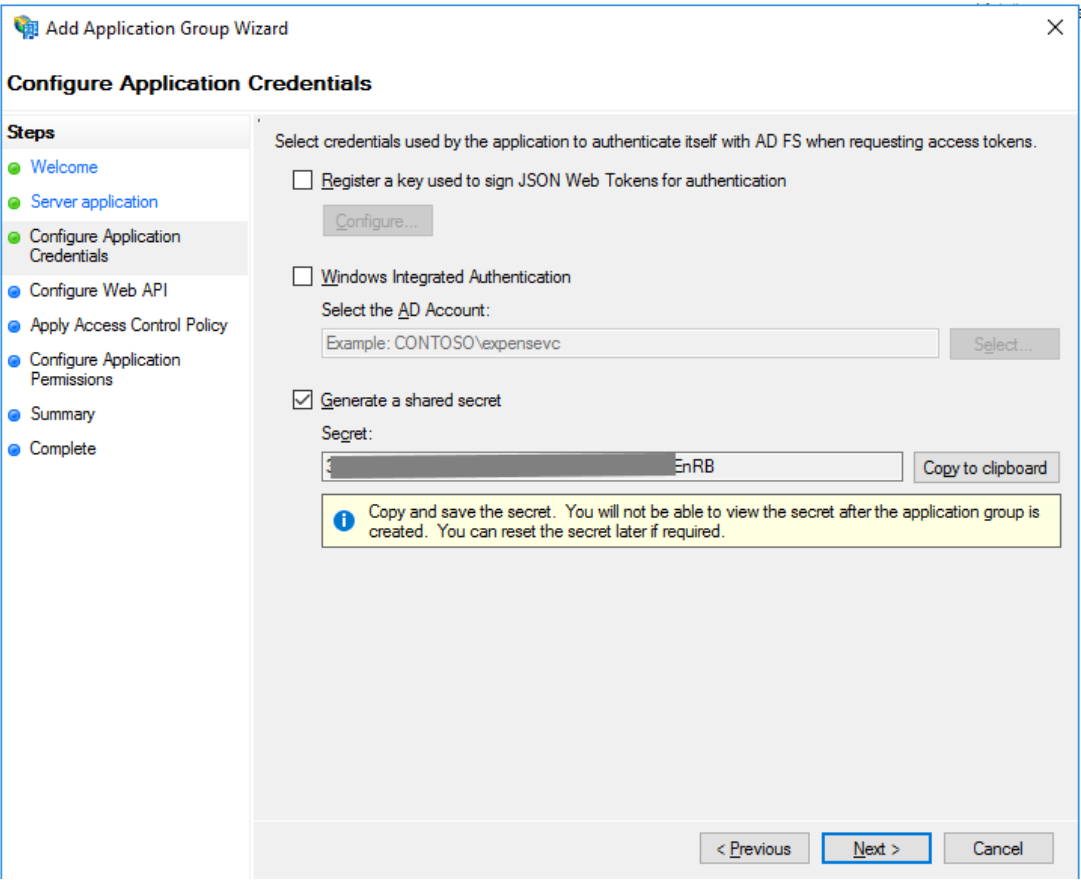 Add Application Group Wizard
Configure Application Credentials
Steps
Welcome
Server application
Configure Application
Credentials
Configure Web API
Apply Access Control Policy
Configure Application
Permissions
Summary
Complete
Select credentials used by the application to authenticate itself with AD FS when requesting access tokens.
Register a key used to sign JSON Web Tokens for authentication
Configure...
Windows Integrated Authentication
Select the AD Account:
Example: CONTOSO\expensevc
Select...
Generate a shared secret
Secret:
EnRB
Copy to clipboard
Copy and save the secret. You will not be able to view the secret after the application group is
created. You can reset the secret later if required.
< Previous
Next >
Cancel